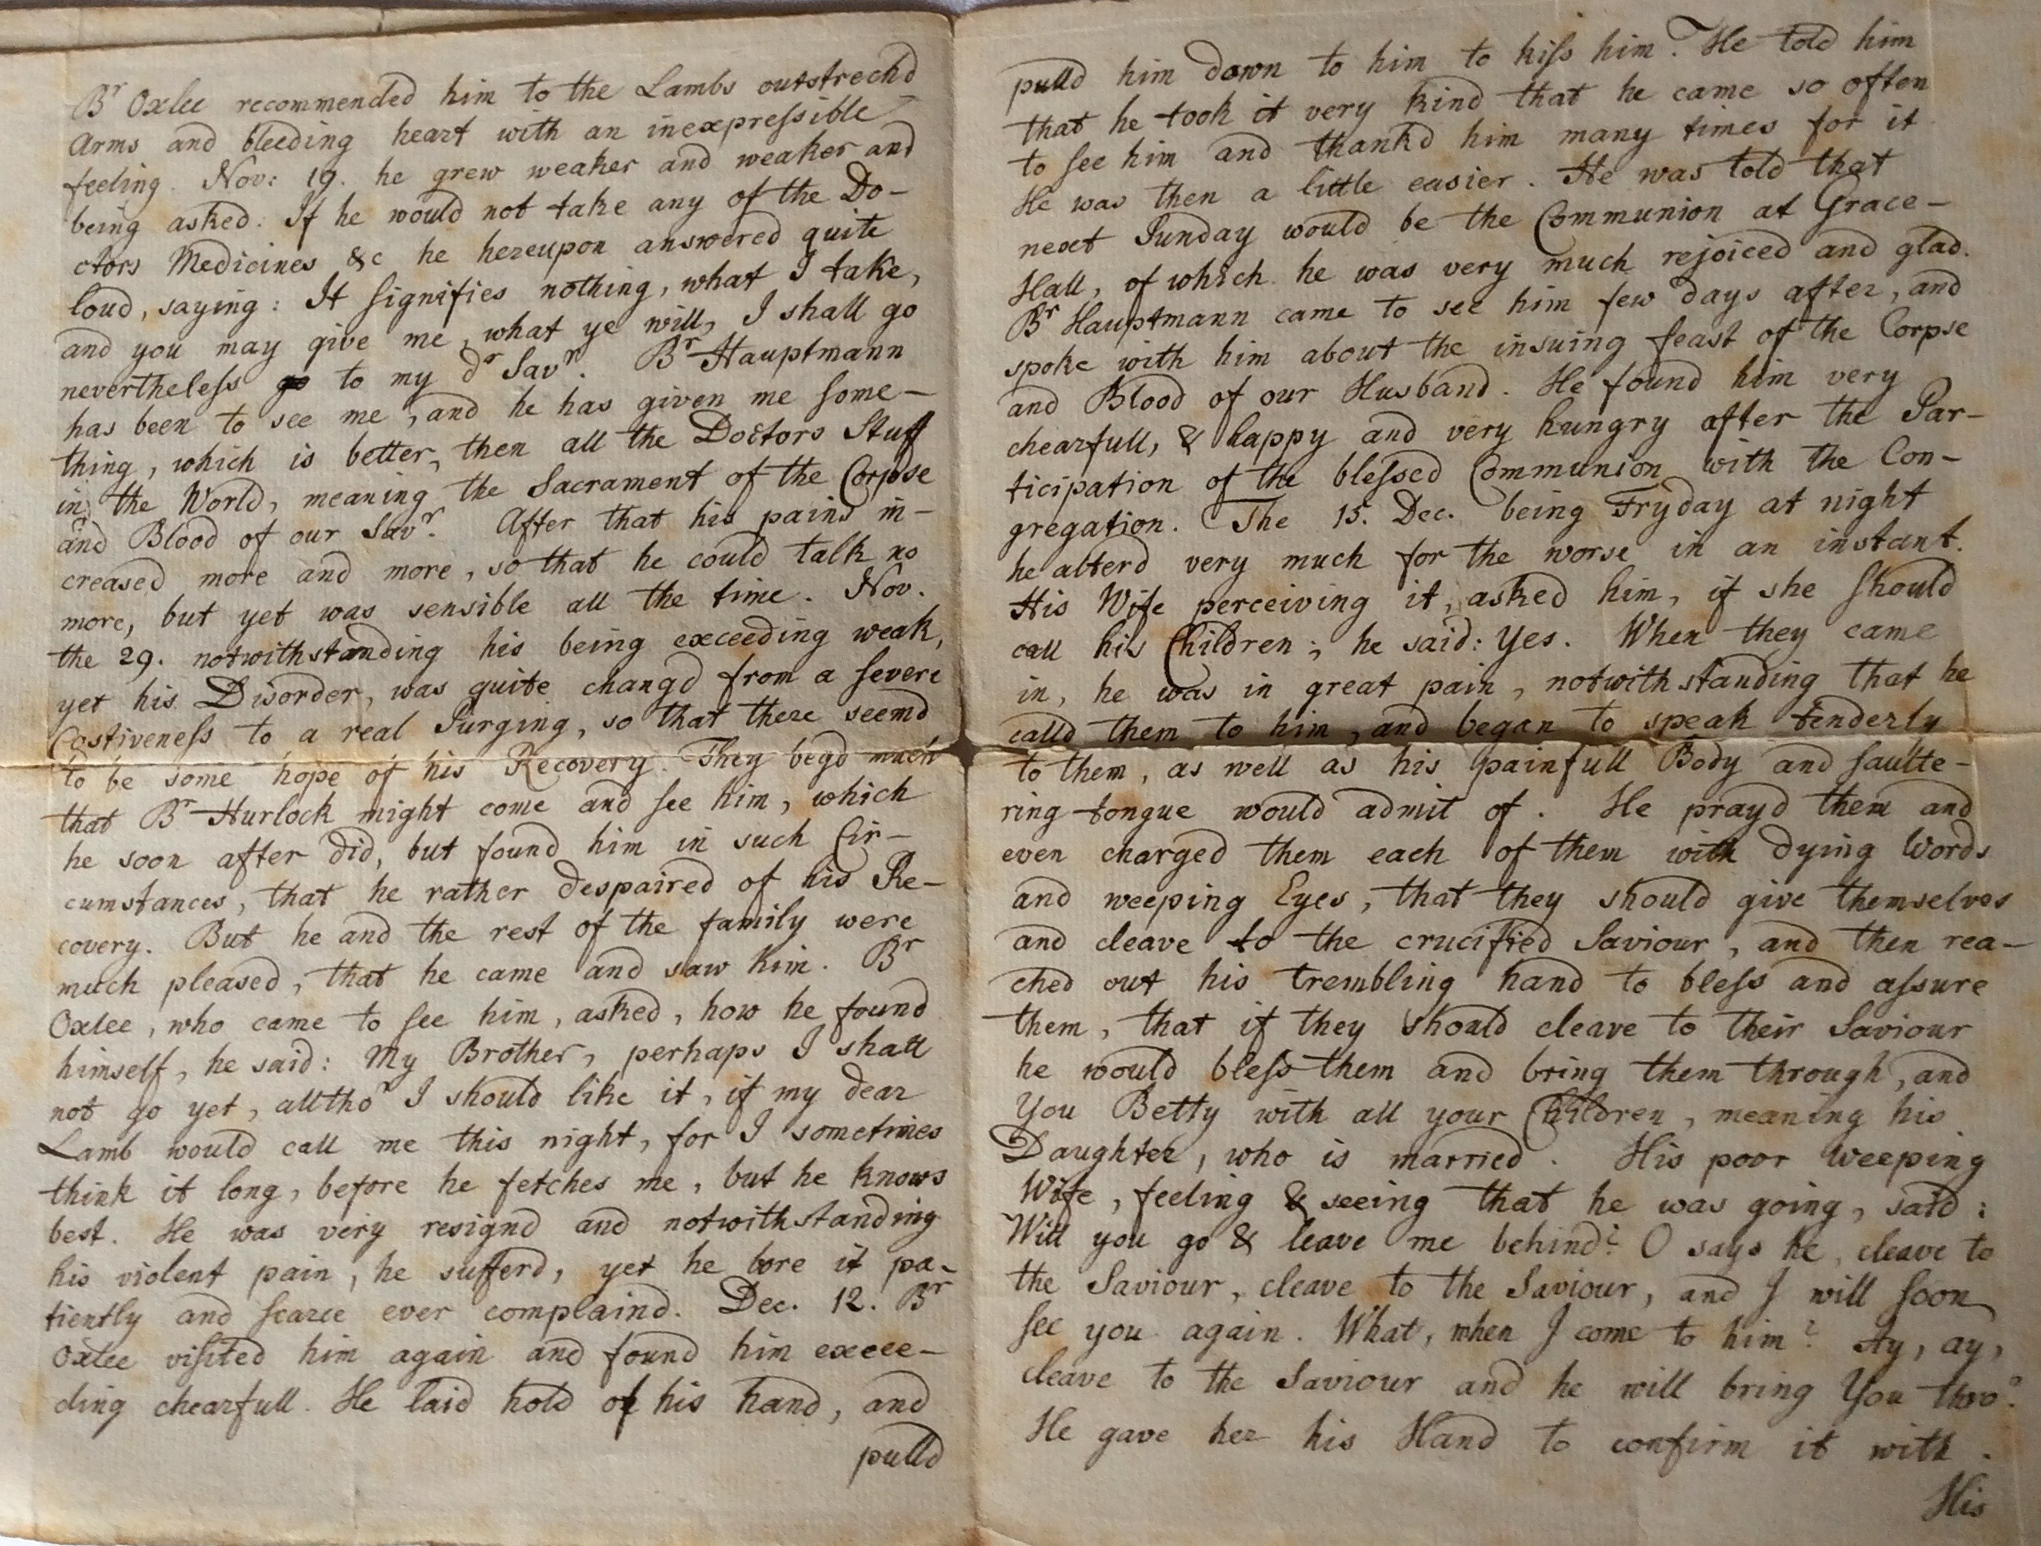 Br Oxlee recommended him to the Lambs outstrechd
Arms and bleeding heart with an inexpressible
feeling. Nov: 19. he grew weaker and weaker and
being asked: If he would not take any of the Do-
ctors Medicines &c he hereupon answered quite
loud, saying: It signifies nothing, what I take,
and you may give me, what ye will, I shall go
nevertheless to my dr Savr. Br Hauptmann
has been to see me, and he has given me some-
thing, which is better, then all the Doctors Stuff
in the World, meaning the Sacrament of the Corpse
and Blood of our Savr. After that his pains in-
creased more and more, so that he could talk no
more, but yet was sensible all the time. Nov.
the 29. notwithstanding his being exceeding weak,
yet his Disorder, was quite changd from a severe
Costiveness to a real Purging, so that there seemd
to be some hope of his Recovery. They begd much
that Br Hurlock might come and see him, which
he soon after did, but found him in such Cir-
cumstances, that he rather despaired of his Re-
covery. But he and the rest of the family were
much pleased, that he came and saw him. Br
Oxlee, who came to see him, asked, how he found
himself, he said: My Brother, perhaps I shall
not go yet, alltho' I should like it, if my dear
Lamb would call me this night, for I sometimes
think it long, before he fetches me, but he knows
best. He was very resignd and notwithstanding
his violent pain, he sufferd, yet he bore it pa-
tiently and scarce ever complaind. Dec. 12. Br
Oxlee visited him again and found him excee-
ding chearfull. He laid hold of his hand, and
pulld
pulld him down to him to kiss him. He told him
that he took it very kind that he came so often
to see him and thankd him many times for it
He was then a little easier. He was told that
next Sunday would be the Communion at Grace-
Hall, of which he was very much rejoiced and glad.
Br Hauptmann came to see him few days after, and
spoke with him about the insuing feast of the Corpse
and Blood of our Husband. He found him very
chearfull, & happy and very hungry after the Par-
ticipation of the blessed Communion with the Con-
gregation. The 15. Dec. being Fryday at night
he alterd very much for the worse in an instant.
His Wife perceiving it, asked him, if she should
call his Children; he said: Yes. When they came
in, he was in great pain, notwithstanding that he
calld them to him, and began to speak tenderly
to them, as well as his painfull Body and faulte-
ring tongue would admit of. He prayd them and
even charged them each of them with dying Words
and weeping Eyes, that they should give themselves
and cleave to the crucified Saviour, and then rea-
ched out his trembling hand to bless and assure
them, that if they should cleave to their Saviour
he would bless them and bring them through, and
You Betty with all your Children, meaning his
Daughter, who is married. His poor weeping
Wife, feeling & seeing that he was going, said:
Will you go & leave me behind? O says he, cleave to
the Saviour, cleave to the Saviour, and I will soon
see you again. What, when I come to him? Ay, ay,
cleave to the Saviour and he will bring You thro'.
He gave her his Hand to confirm it with.
His